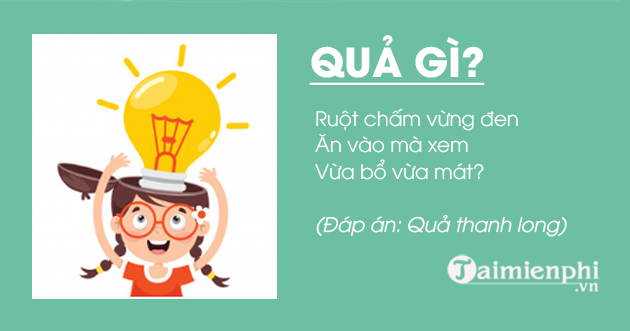 QUẢ GÌ?
Ruột chấm vừng đen
Ăn vào mà xem
Vừa bổ vừa mát?
(Đáp án: Quả thanh long)
Taimienphi
.vn